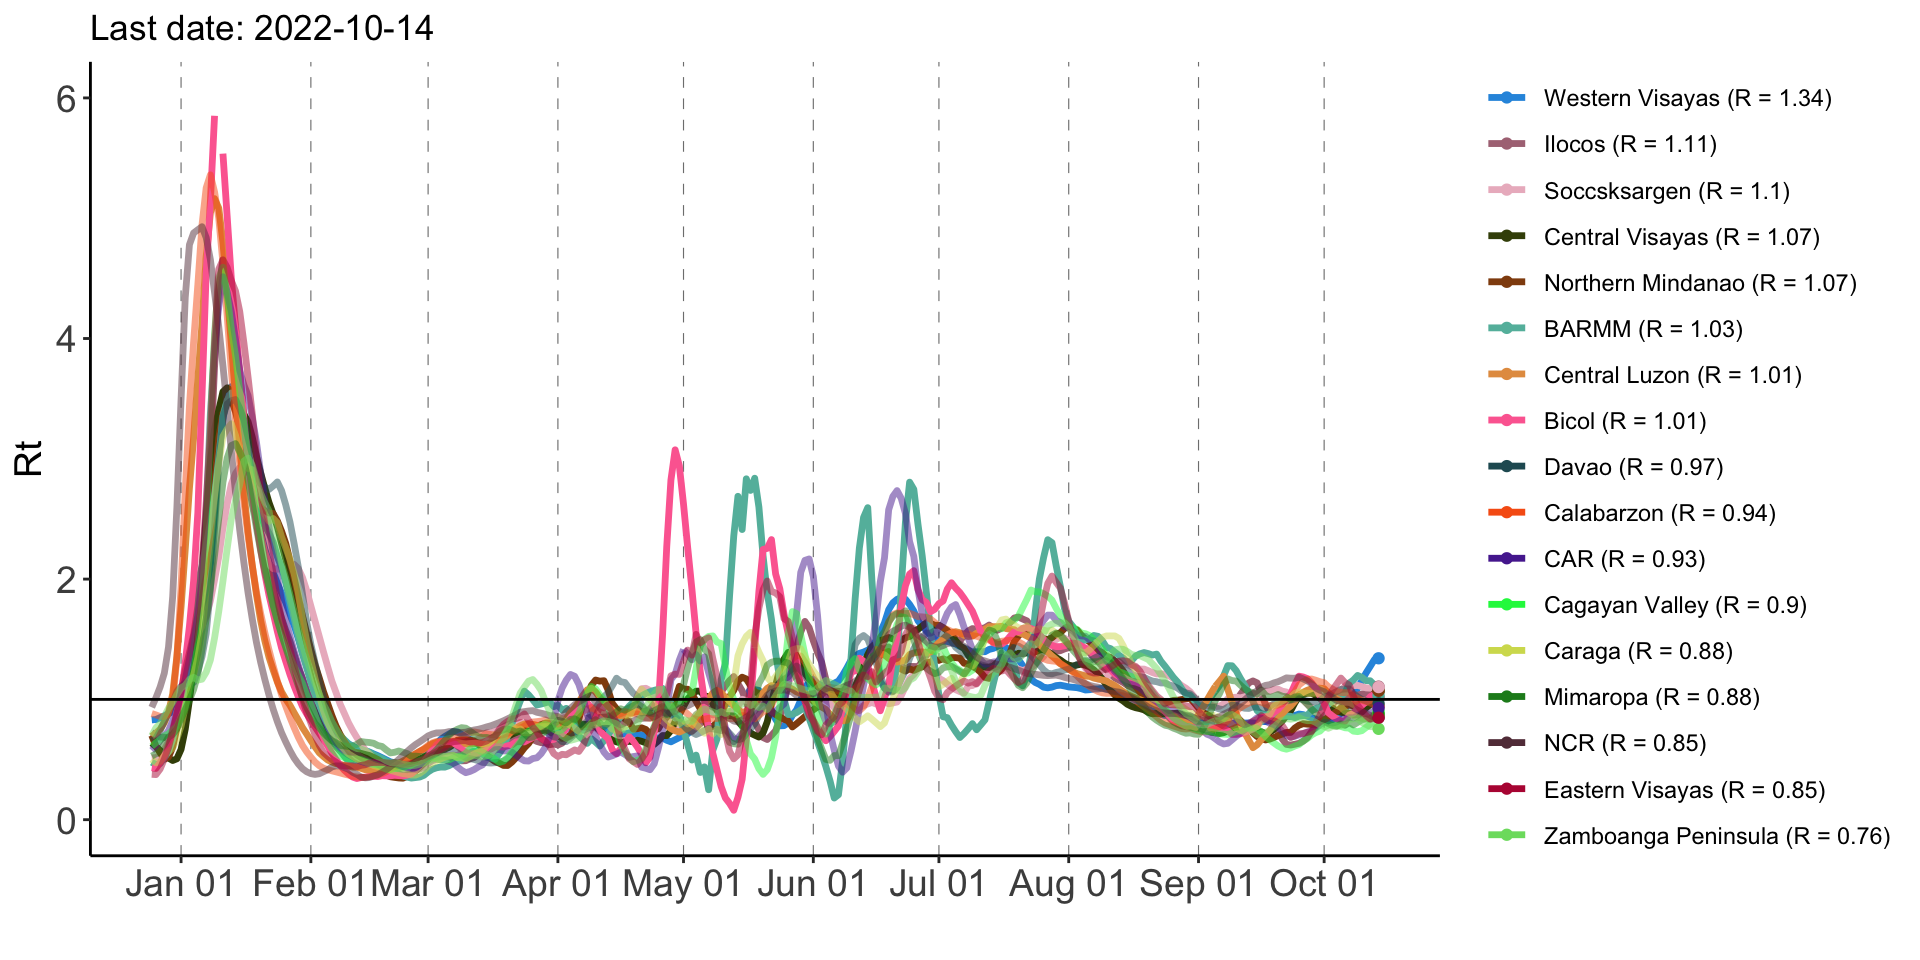 Last date: 2022-10-14
Rt
6
4
2
0
Jan 01 Feb 01 Mar 01 Apr 01 May 01 Jun 01 Jul 01 Aug 01 Sep 01 Oct 01
Western Visayas (R = 1.34)
Ilocos (R = 1.11)
Soccsksargen (R = 1.1)
Central Visayas (R = 1.07)
Northern Mindanao (R = 1.07)
BARMM (R = 1.03)
Central Luzon (R = 1.01)
Bicol (R = 1.01)
Davao (R = 0.97)
Calabarzon (R = 0.94)
CAR (R = 0.93)
Cagayan Valley (R = 0.9)
Caraga (R = 0.88)
Mimaropa (R = 0.88)
NCR (R = 0.85)
Eastern Visayas (R = 0.85)
Zamboanga Peninsula (R = 0.76)